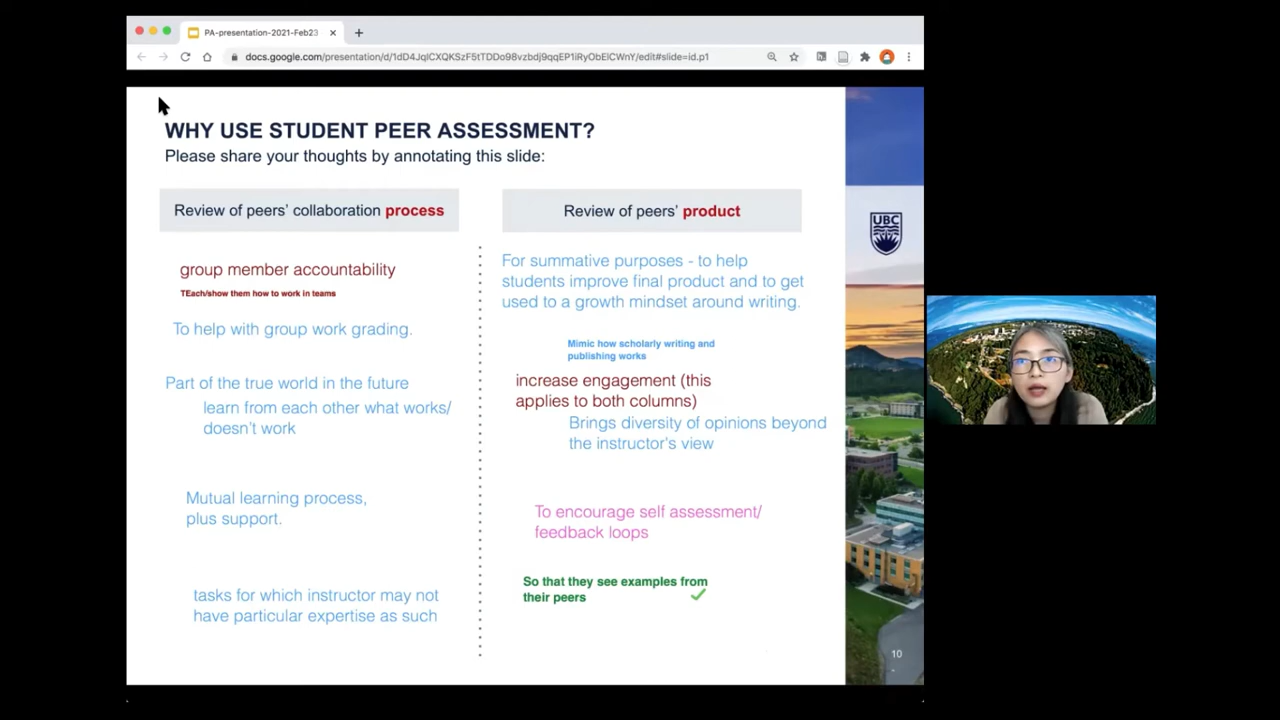 PA-presentation-2021-Feb23
docs.google.com/presentation/d/1dD4JqICXQKSzF5tTDDo98vzbdj9qqEP1iRyObEiCWnY/edit#slide=id.p1
WHY USE STUDENT PEER ASSESSMENT?
Please share your thoughts by annotating this slide:
Review of peers' collaboration process
group member accountability
TEach/show them how to work in teams
To help with group work grading.
Part of the true world in the future
learn from each other what works/
doesn't work
Mutual learning process,
plus support.
tasks for which instructor may not
have particular expertise as such
Review of peers' product
For summative purposes - to help
students improve final product and to get
used to a growth mindset around writing.
Mimic how scholarly writing and
publishing works
increase engagement (this
applies to both columns)
Brings diversity of opinions beyond
the instructor's view
To encourage self assessment/
feedback loops
So that they see examples from
their peers
UBC
10